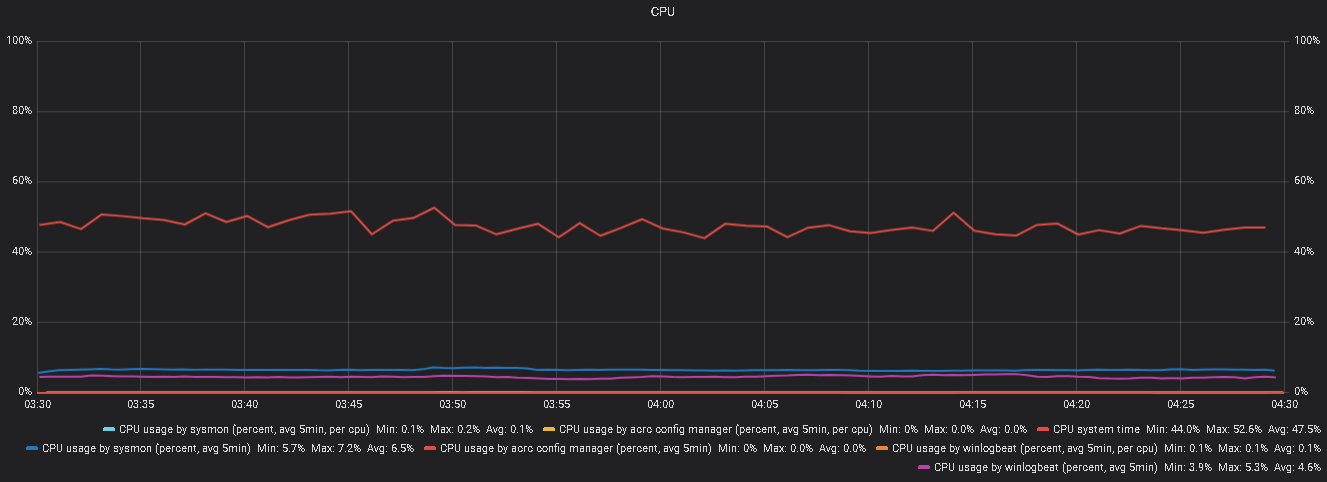 CPU
100% 100%
80% 80%
60% 60%
40% 40%
20% 20%
0% 0%
03:30 03:35 03:40 03:45 03:50 03:55 04:00 04:05 04:10 04:15 04:20 04:25 04:30
CPU usage by sysmon (percent, avg 5min, per cpu) Min: 0.1% Max: 0.2% Avg: 0.1% CPU usage by acrc config manager (percent, avg 5min, per cpu) Min: 0% Max: 0.0% Avg: 0.0% CPU system time Min: 44.0% Max: 52.6% Avg: 47.5%
CPU usage by sysmon (percent, avg 5min) Min: 5.7% Max: 7.2% Avg: 6.5% CPU usage by acrc config manager (percent, avg 5min) Min: 0% Max: 0.0% Avg: 0.0% CPU usage by winlogbeat (percent, avg 5min, per cpu) Min: 0.1% Max: 0.1% Avg: 0.1%
CPU usage by winlogbeat (percent, avg 5min) Min: 3.9% Max: 5.3% Avg: 4.6%